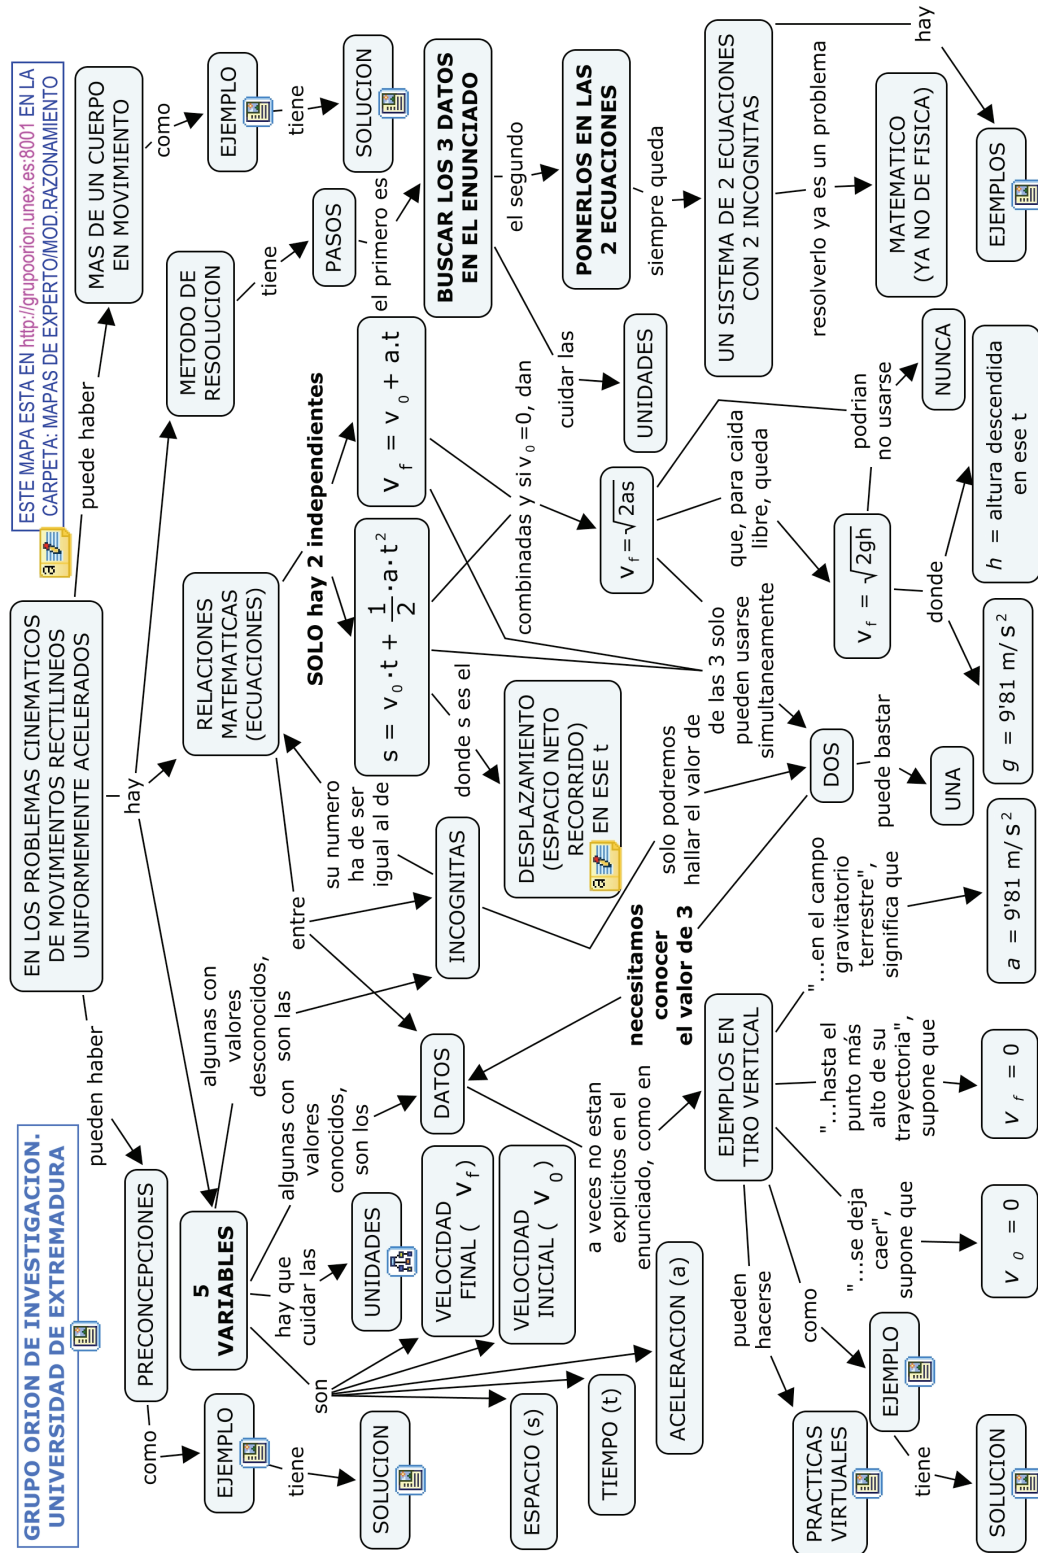 GRUPO ORION DE INVESTIGACION.
UNIVERSIDAD DE EXTREMADURA
EN LOS PROBLEMAS CINEMATICOS
DE MOVIMIENTOS RECTILINEOS
UNIFORMEMENTE ACELERADOS
ESTE MAPA ESTA EN http://grupoorion.unex.es:8001 EN LA
CARPETA: MAPAS DE EXPERTO/MOD.RAZONAMIENTO
pueden haber
hay
puede haber
PRECONCEPCIONES
como
EJEMPLO
tiene
SOLUCION
5
VARIABLES
son
ESPACIO (s)
TIEMPO (t)
ACELERACION (a)
VELOCIDAD
INICIAL ( v 0)
VELOCIDAD
FINAL ( v f)
hay que
cuidar las
UNIDADES
algunas con
valores
conocidos,
son los
DATOS
algunas con
valores
desconocidos,
son las
INCOGNITAS
entre
su numero
ha de ser
igual al de
RELACIONES
MATEMATICAS
(ECUACIONES)
SOLO hay 2 independientes
s = v 0 · t + 1/2 · a · t 2
v f = v 0 + a.t
donde s es el
DESPLAZAMIENTO
(ESPACIO NETO
RECORRIDO)
EN ESE t
combinadas y si v 0 =0, dan
v f = √2as
que, para caida
libre, queda
v f = √2gh
podrian
no usarse
NUNCA
donde
g = 9'81 m/ s 2
h = altura descendida
en ese t
de las 3 solo
pueden usarse
simultaneamente
solo podremos
hallar el valor de
DOS
puede bastar
UNA
necesitamos
conocer
el valor de 3
a veces no estan
explicitos en el
enunciado, como en
EJEMPLOS EN
TIRO VERTICAL
pueden
hacerse
PRACTICAS
VIRTUALES
como
EJEMPLO
tiene
SOLUCION
"...se deja
caer",
supone que
v 0 = 0
"...hasta el
punto más
alto de su
trayectoria",
supone que
v f = 0
"...en el campo
gravitatorio
terrestre",
significa que
a = 9'81 m/ s 2
METODO DE
RESOLUCION
tiene
PASOS
el primero es
BUSCAR LOS 3 DATOS
EN EL ENUNCIADO
cuidar las
UNIDADES
el segundo
PONERLOS EN LAS
2 ECUACIONES
siempre queda
UN SISTEMA DE 2 ECUACIONES
CON 2 INCOGNITAS
resolverlo ya es un problema
MATEMATICO
(YA NO DE FISICA)
hay
EJEMPLOS
MAS DE UN CUERPO
EN MOVIMIENTO
como
EJEMPLO
tiene
SOLUCION